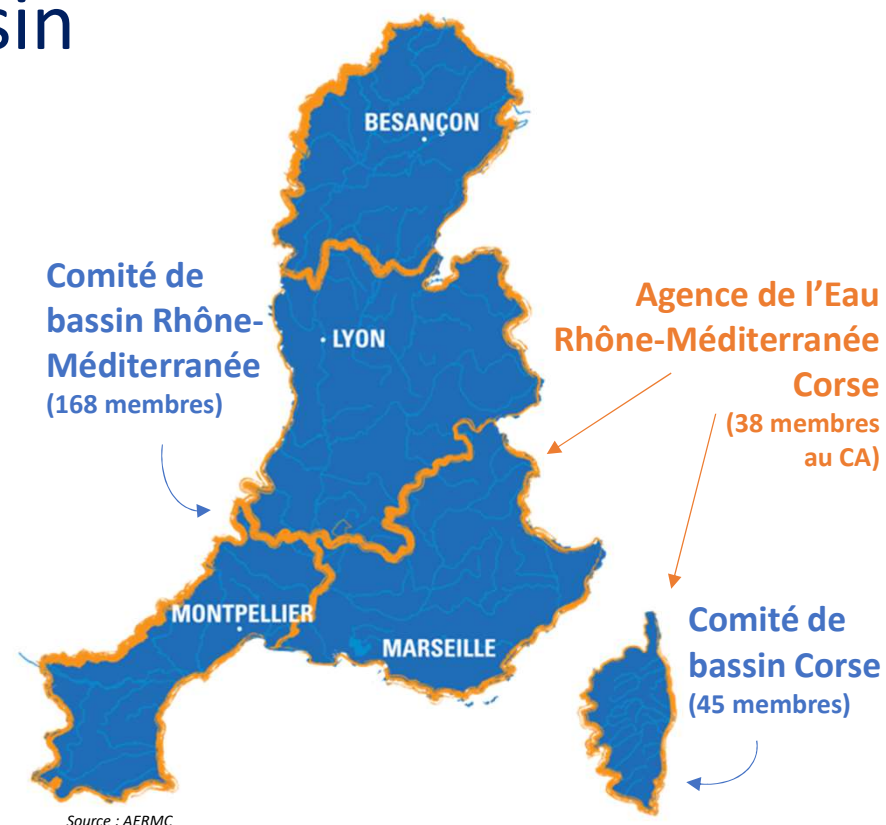 sin
BESANÇON
Comité de
bassin Rhône-
Méditerranée
(168 membres)
LYON
Agence de l’Eau
Rhône-Méditerranée
Corse
(38 membres
au CA)
MONTPELLIER
MARSEILLE
Comité de
bassin Corse
(45 membres)
Source : AERMC